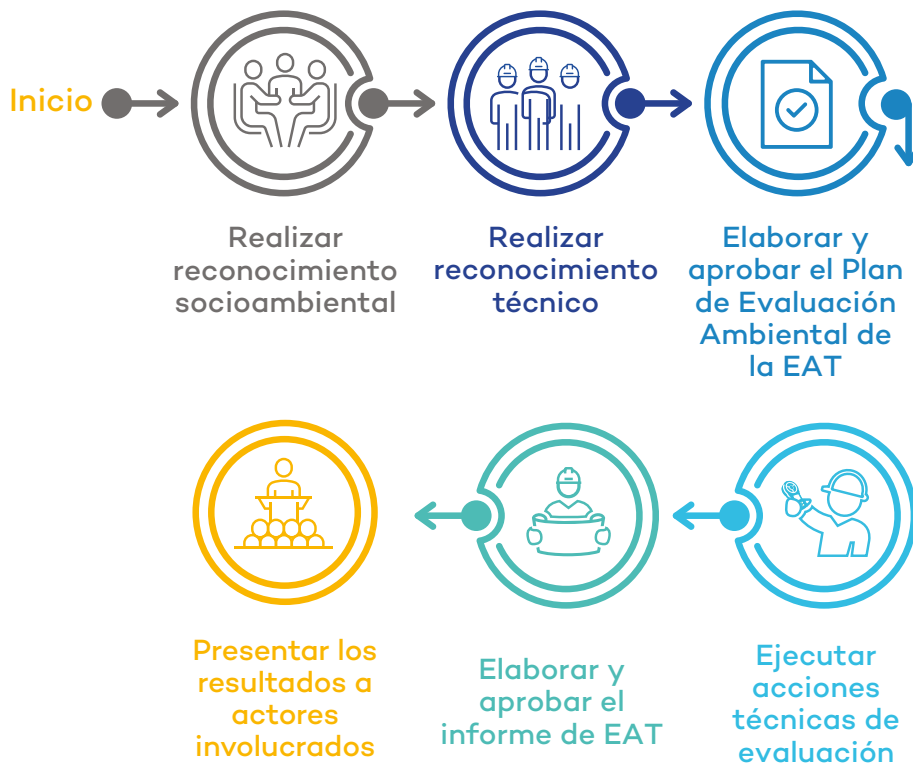 Inicio
Realizar
reconocimiento
socioambiental
Realizar
reconocimiento
técnico
Elaborar y
aprobar el Plan
de Evaluación
Ambiental de
la EAT
Ejecutar
acciones
técnicas de
evaluación
Elaborar y
aprobar el
informe de EAT
Presentar los
resultados a
actores
involucrados